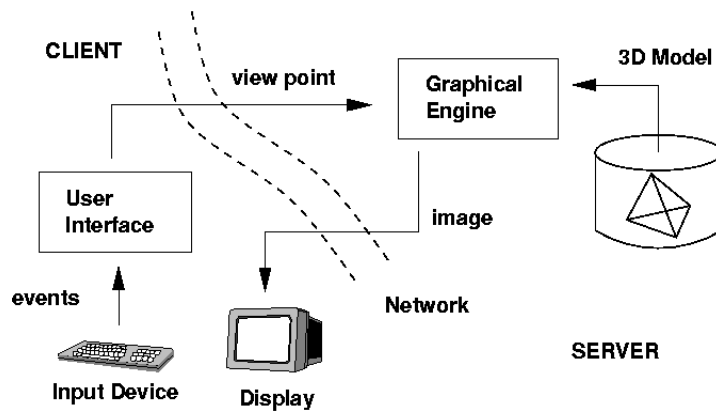 CLIENT
view point
Graphical
Engine
3D Model
User
Interface
image
events
Network
SERVER
Input Device
Display